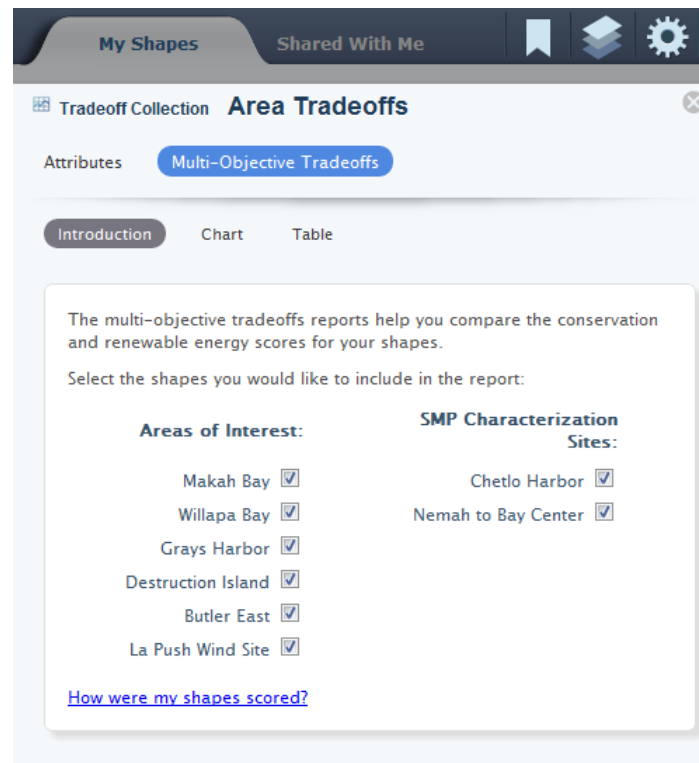 My Shapes
Shared With Me
Tradeoff Collection Area Tradeoffs
Attributes
Multi-Objective Tradeoffs
Introduction
Chart
Table
The multi-objective tradeoffs reports help you compare the conservation
and renewable energy scores for your shapes.
Select the shapes you would like to include in the report:
Areas of Interest:
Makah Bay
Willapa Bay
Grays Harbor
Destruction Island
Butler East
La Push Wind Site
SMP Characterization
Sites:
Chetlo Harbor
Nemah to Bay Center
How were my shapes scored?